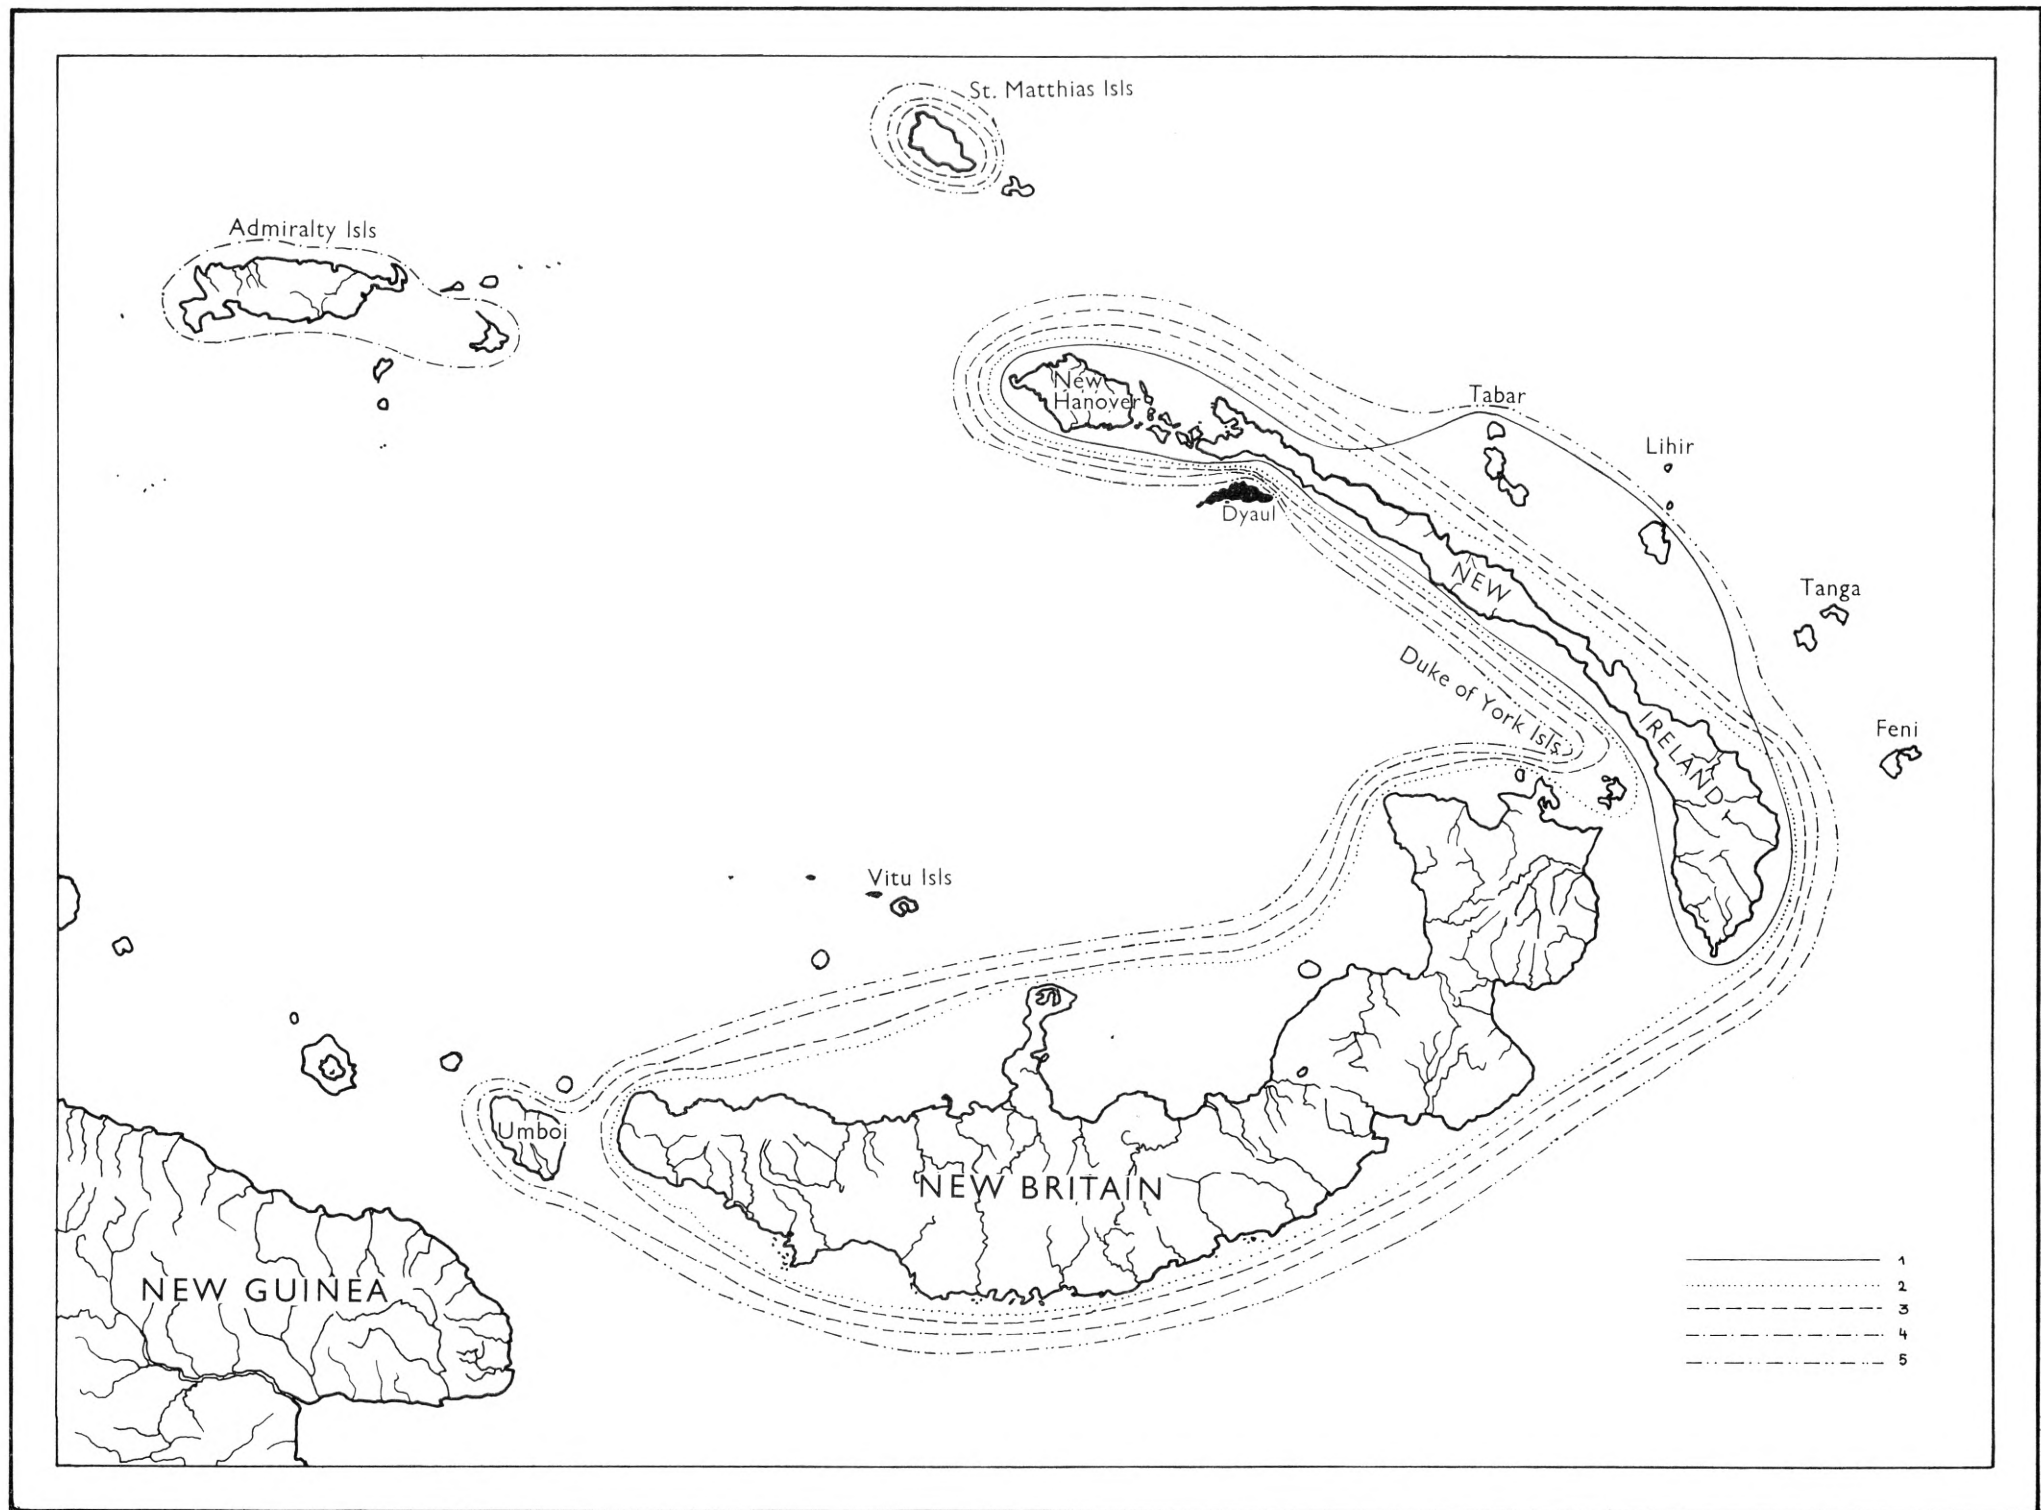 St. Matthias Isls
Admiralty Isls
New
Hanover
Tabar
Lihir
Dyaul
NEW
Tanga
Duke of York Isls
IRELAND
Feni
Vitu Isls
Umboi
NEW BRITAIN
NEW GUINEA
1
2
3
4
5